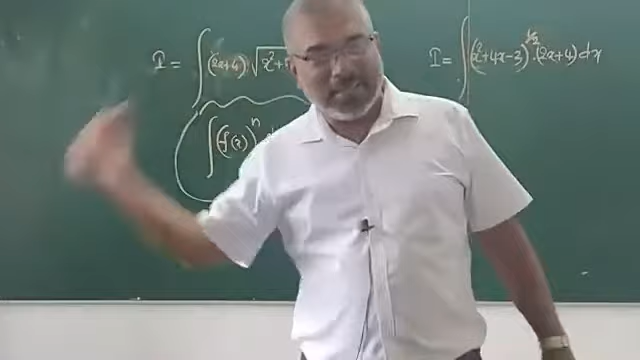 I = ∫(2x+4)√x²+
I = ∫(x²+4x-3)^½.(2x+4)dx
∫(f(x))ⁿ